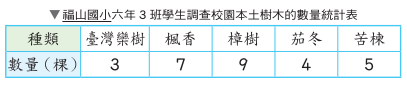 ▼福山國小六年3班學生調查校園本土樹木的數量統計表
種類 臺灣欒樹 楓香 樟樹 茄冬 苦楝
數量（棵） 3 7 9 4 5